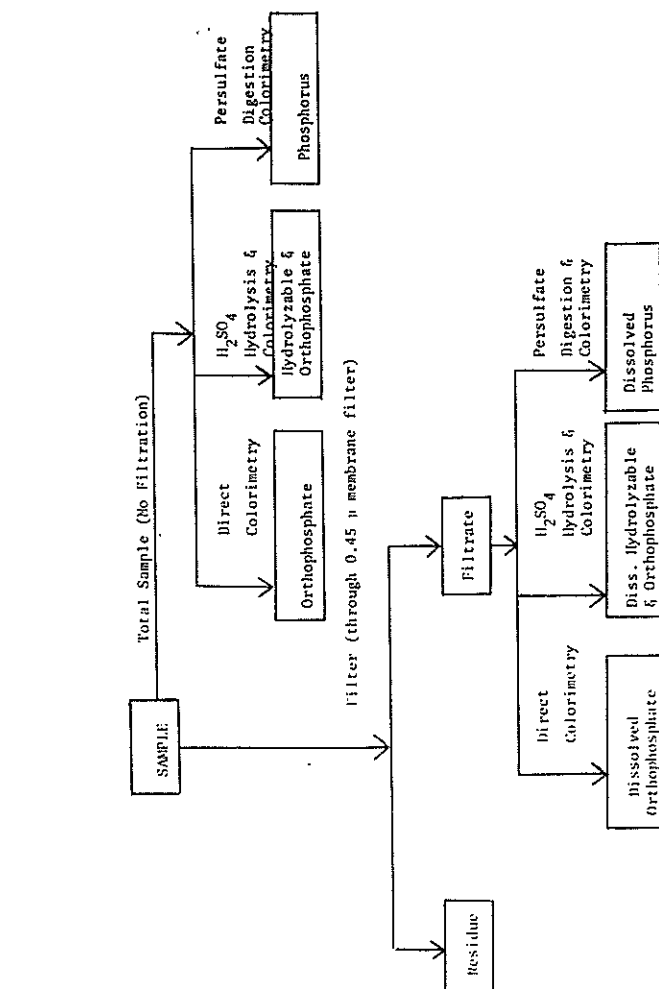 SAMPLE
Total Sample (No Filtration)
Direct
Colorimetry
Orthophosphate
H₂SO₄
Hydrolysis &
Colorimetry
Hydrolyzable &
Orthophosphate
Persulfate
Digestion
Colorimetry
Phosphorus
Filter (through 0.45 μ membrane filter)
Residue
Filtrate
Direct
Colorimetry
Dissolved
Orthophosphate
H₂SO₄
Hydrolysis &
Colorimetry
Diss. Hydrolyzable
& Orthophosphate
Persulfate
Digestion &
Colorimetry
Dissolved
Phosphorus